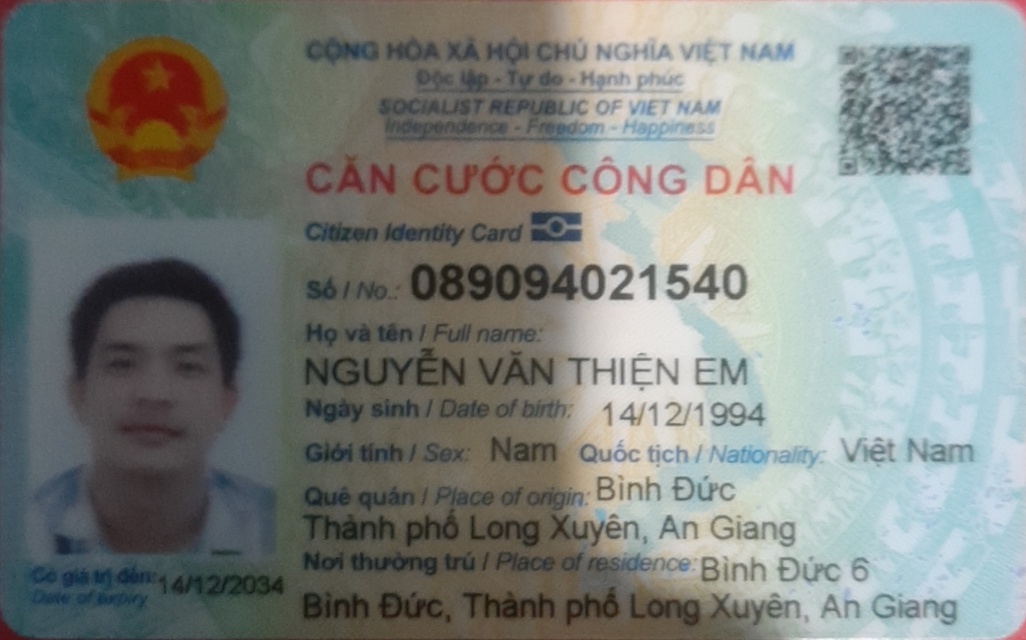 CỘNG HÒA XÃ HỘI CHỦ NGHĨA VIỆT NAM
Độc lập - Tự do - Hạnh phúc
SOCIALIST REPUBLIC OF VIET NAM
Independence - Freedom - Happiness
CĂN CƯỚC CÔNG DÂN
Citizen Identity Card
Số / No.: 089094021540
Họ và tên / Full name:
NGUYỄN VĂN THIỆN EM
Ngày sinh / Date of birth: 14/12/1994
Giới tính / Sex: Nam Quốc tịch / Nationality: Việt Nam
Quê quán / Place of origin: Bình Đức
Thành phố Long Xuyên, An Giang
Nơi thường trú / Place of residence: Bình Đức 6
Bình Đức, Thành phố Long Xuyên, An Giang
Có giá trị đến: 14/12/2034
Date of expiry